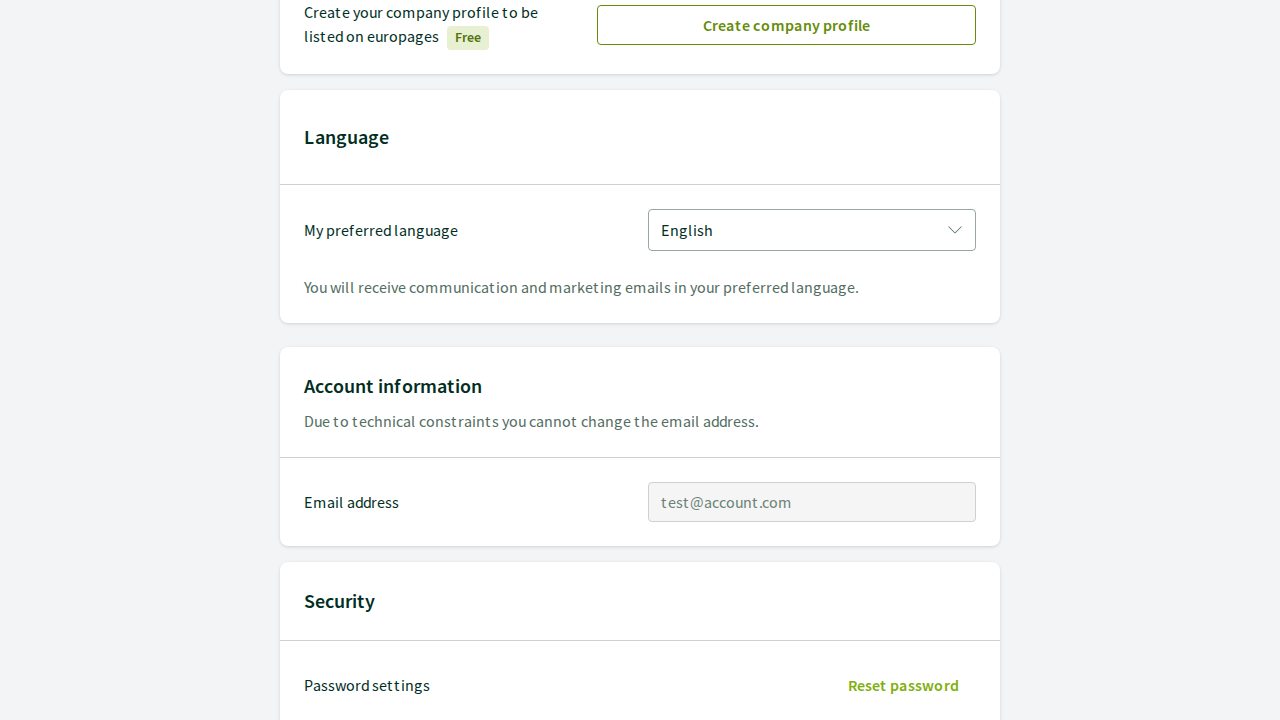 Create your company profile to be
listed on europages Free
Create company profile
Language
My preferred language
English
You will receive communication and marketing emails in your preferred language.
Account information
Due to technical constraints you cannot change the email address.
Email address
test@account.com
Security
Password settings
Reset password